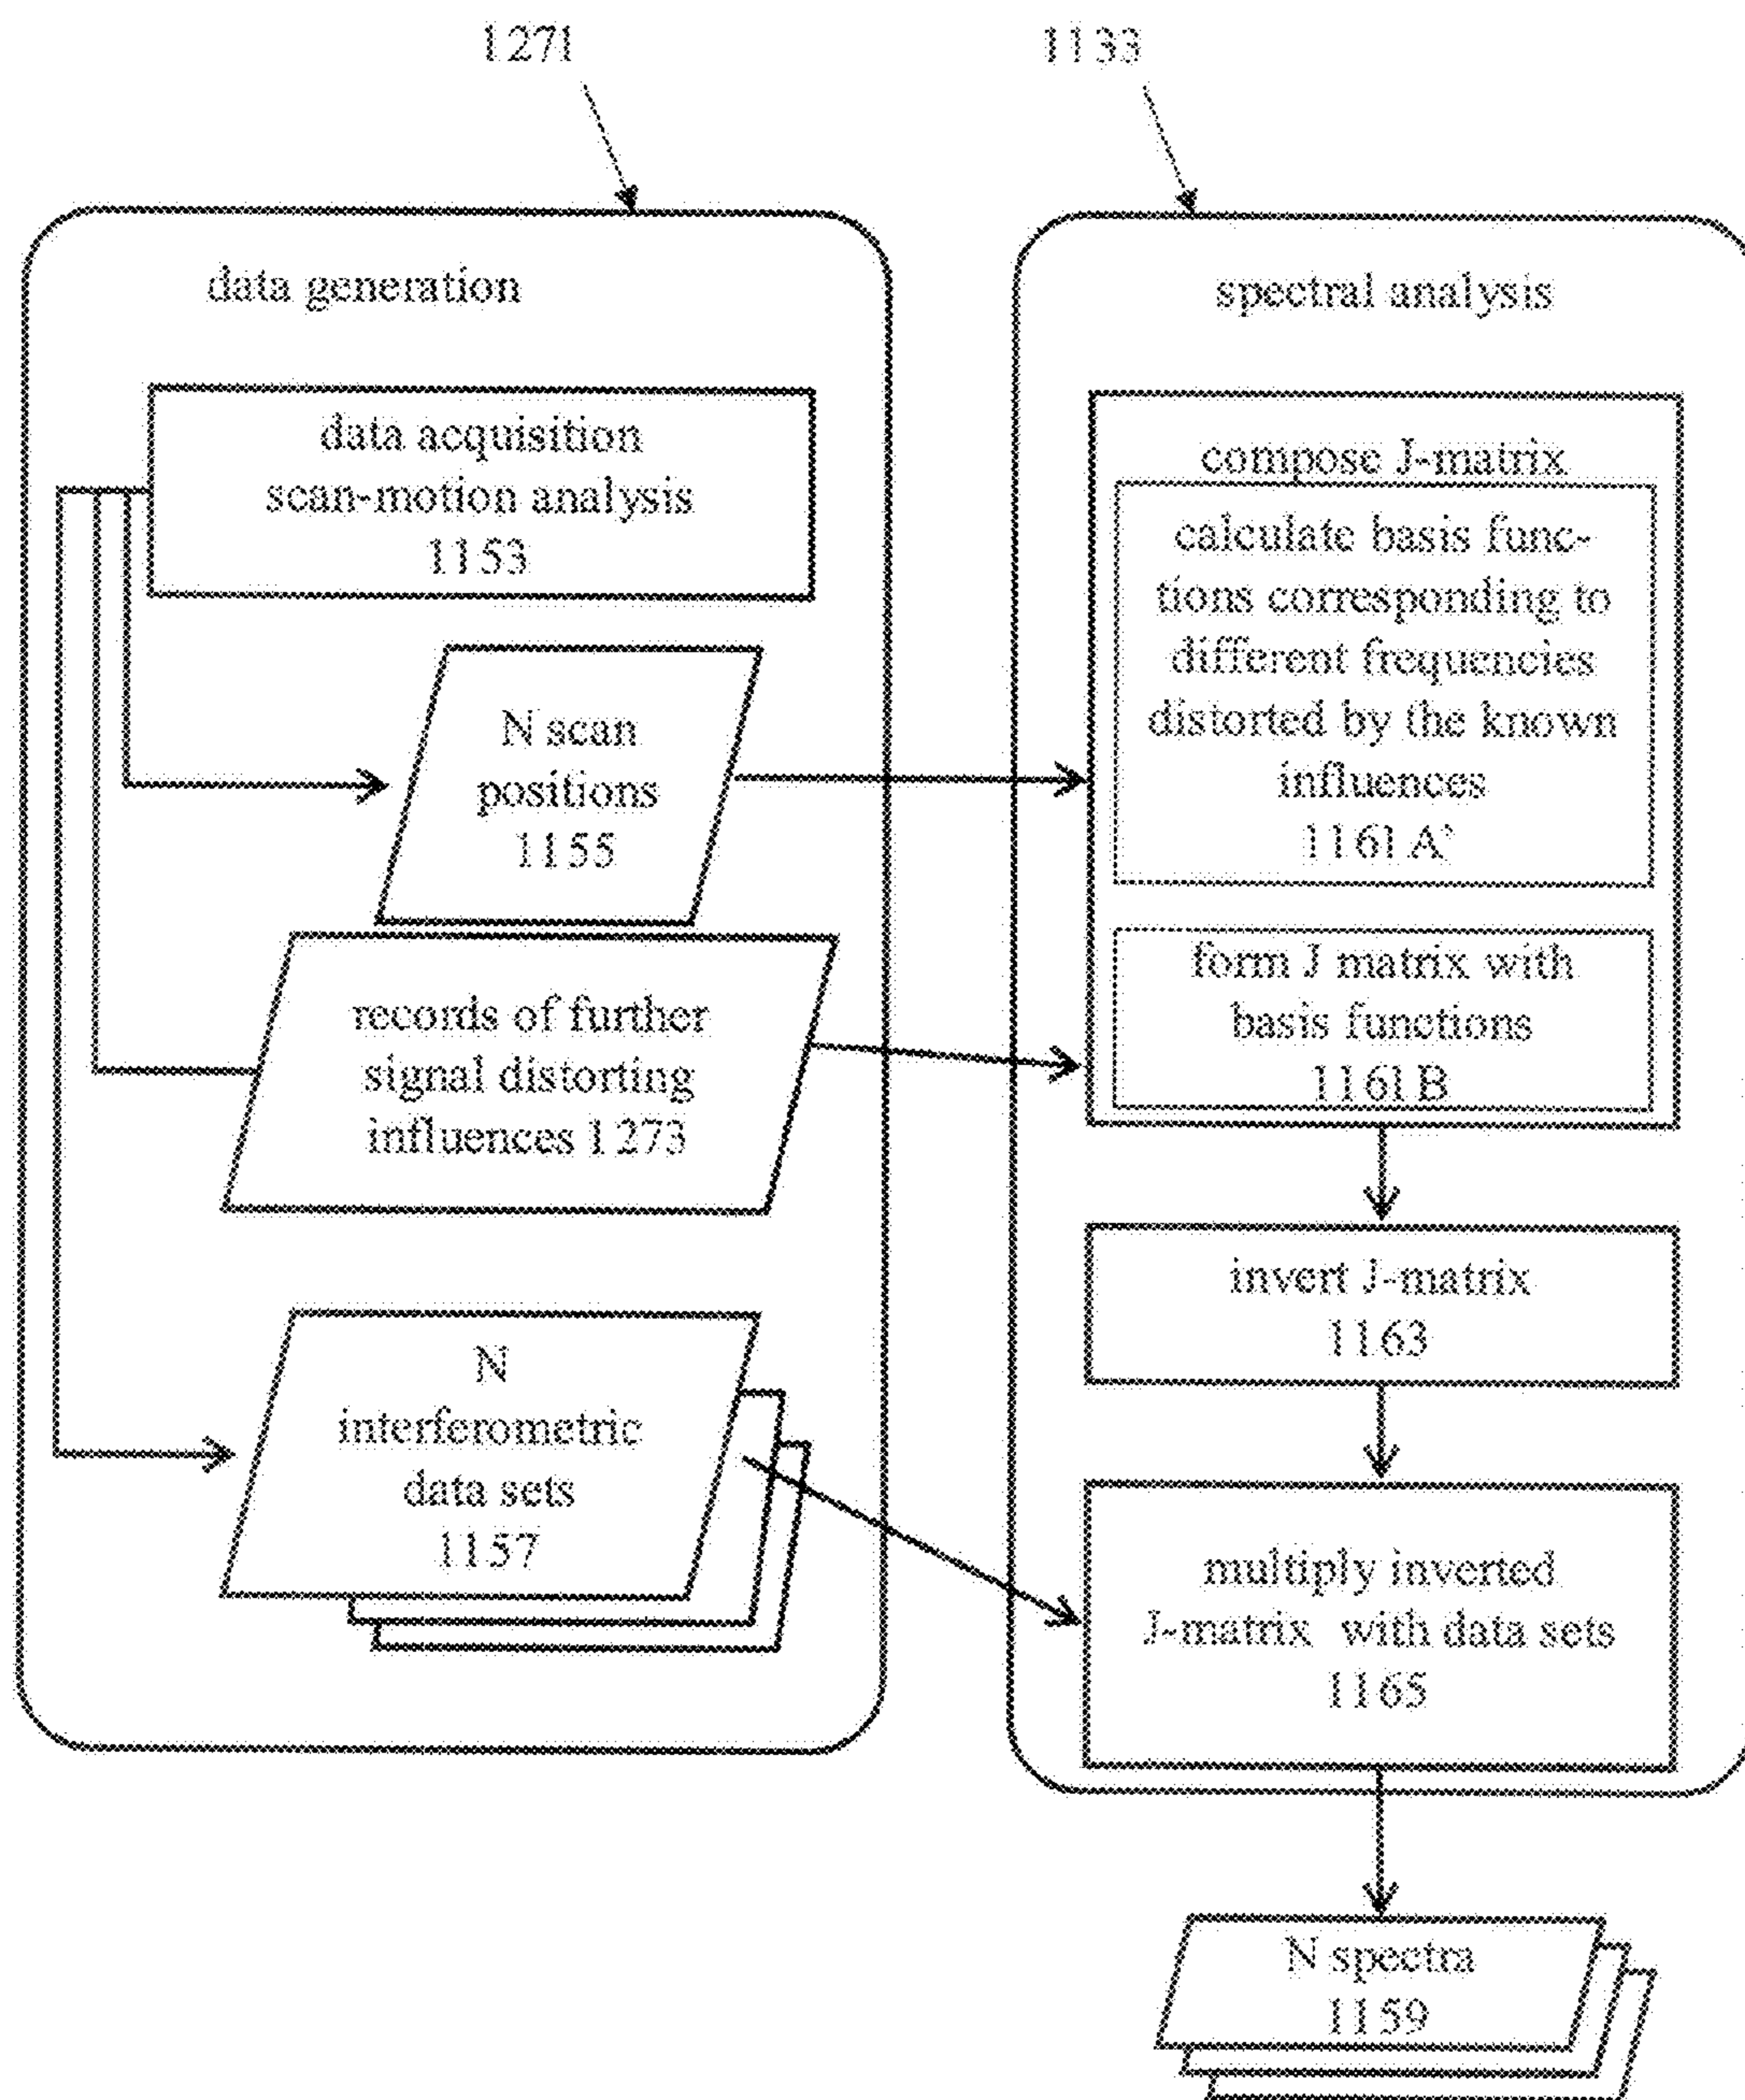 1271
1133
data generation
data acquisition
scan-motion analysis
1153
N scan
positions
1155
records of further
signal distorting
influences 1273
N
interferometric
data sets
1157
spectral analysis
compose J-matrix
calculate basis func-
tions corresponding to
different frequencies
distorted by the known
influences
1161A'
form J matrix with
basis functions
1161B
invert J-matrix
1163
multiply inverted
J-matrix with data sets
1165
N spectra
1159